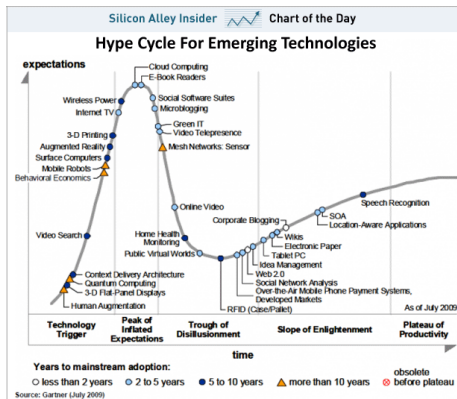 Silicon Alley Insider Chart of the Day
Hype Cycle For Emerging Technologies
expectations
Cloud Computing
E-Book Readers
Wireless Power
Social Software Suites
Internet TV
Microblogging
Green IT
3-D Printing
Video Telepresence
Augmented Reality
Mesh Networks: Sensor
Surface Computers
Mobile Robots
Behavioral Economics
Speech Recognition
Online Video
SOA
Corporate Blogging
Location-Aware Applications
Video Search
Home Health
Monitoring
Wikis
Electronic Paper
Public Virtual Worlds
Tablet PC
Idea Management
Context Delivery Architecture
Web 2.0
Quantum Computing
Social Network Analysis
3-D Flat-Panel Displays
Over-the-Air Mobile Phone Payment Systems,
Developed Markets
Human Augmentation
RFID (Case/Pallet)
As of July 2009
Technology
Trigger
Peak of
Inflated
Expectations
Trough of
Disillusionment
Slope of Enlightenment
Plateau of
Productivity
time
Years to mainstream adoption:
less than 2 years
2 to 5 years
5 to 10 years
more than 10 years
obsolete
before plateau
Source: Gartner (July 2009)